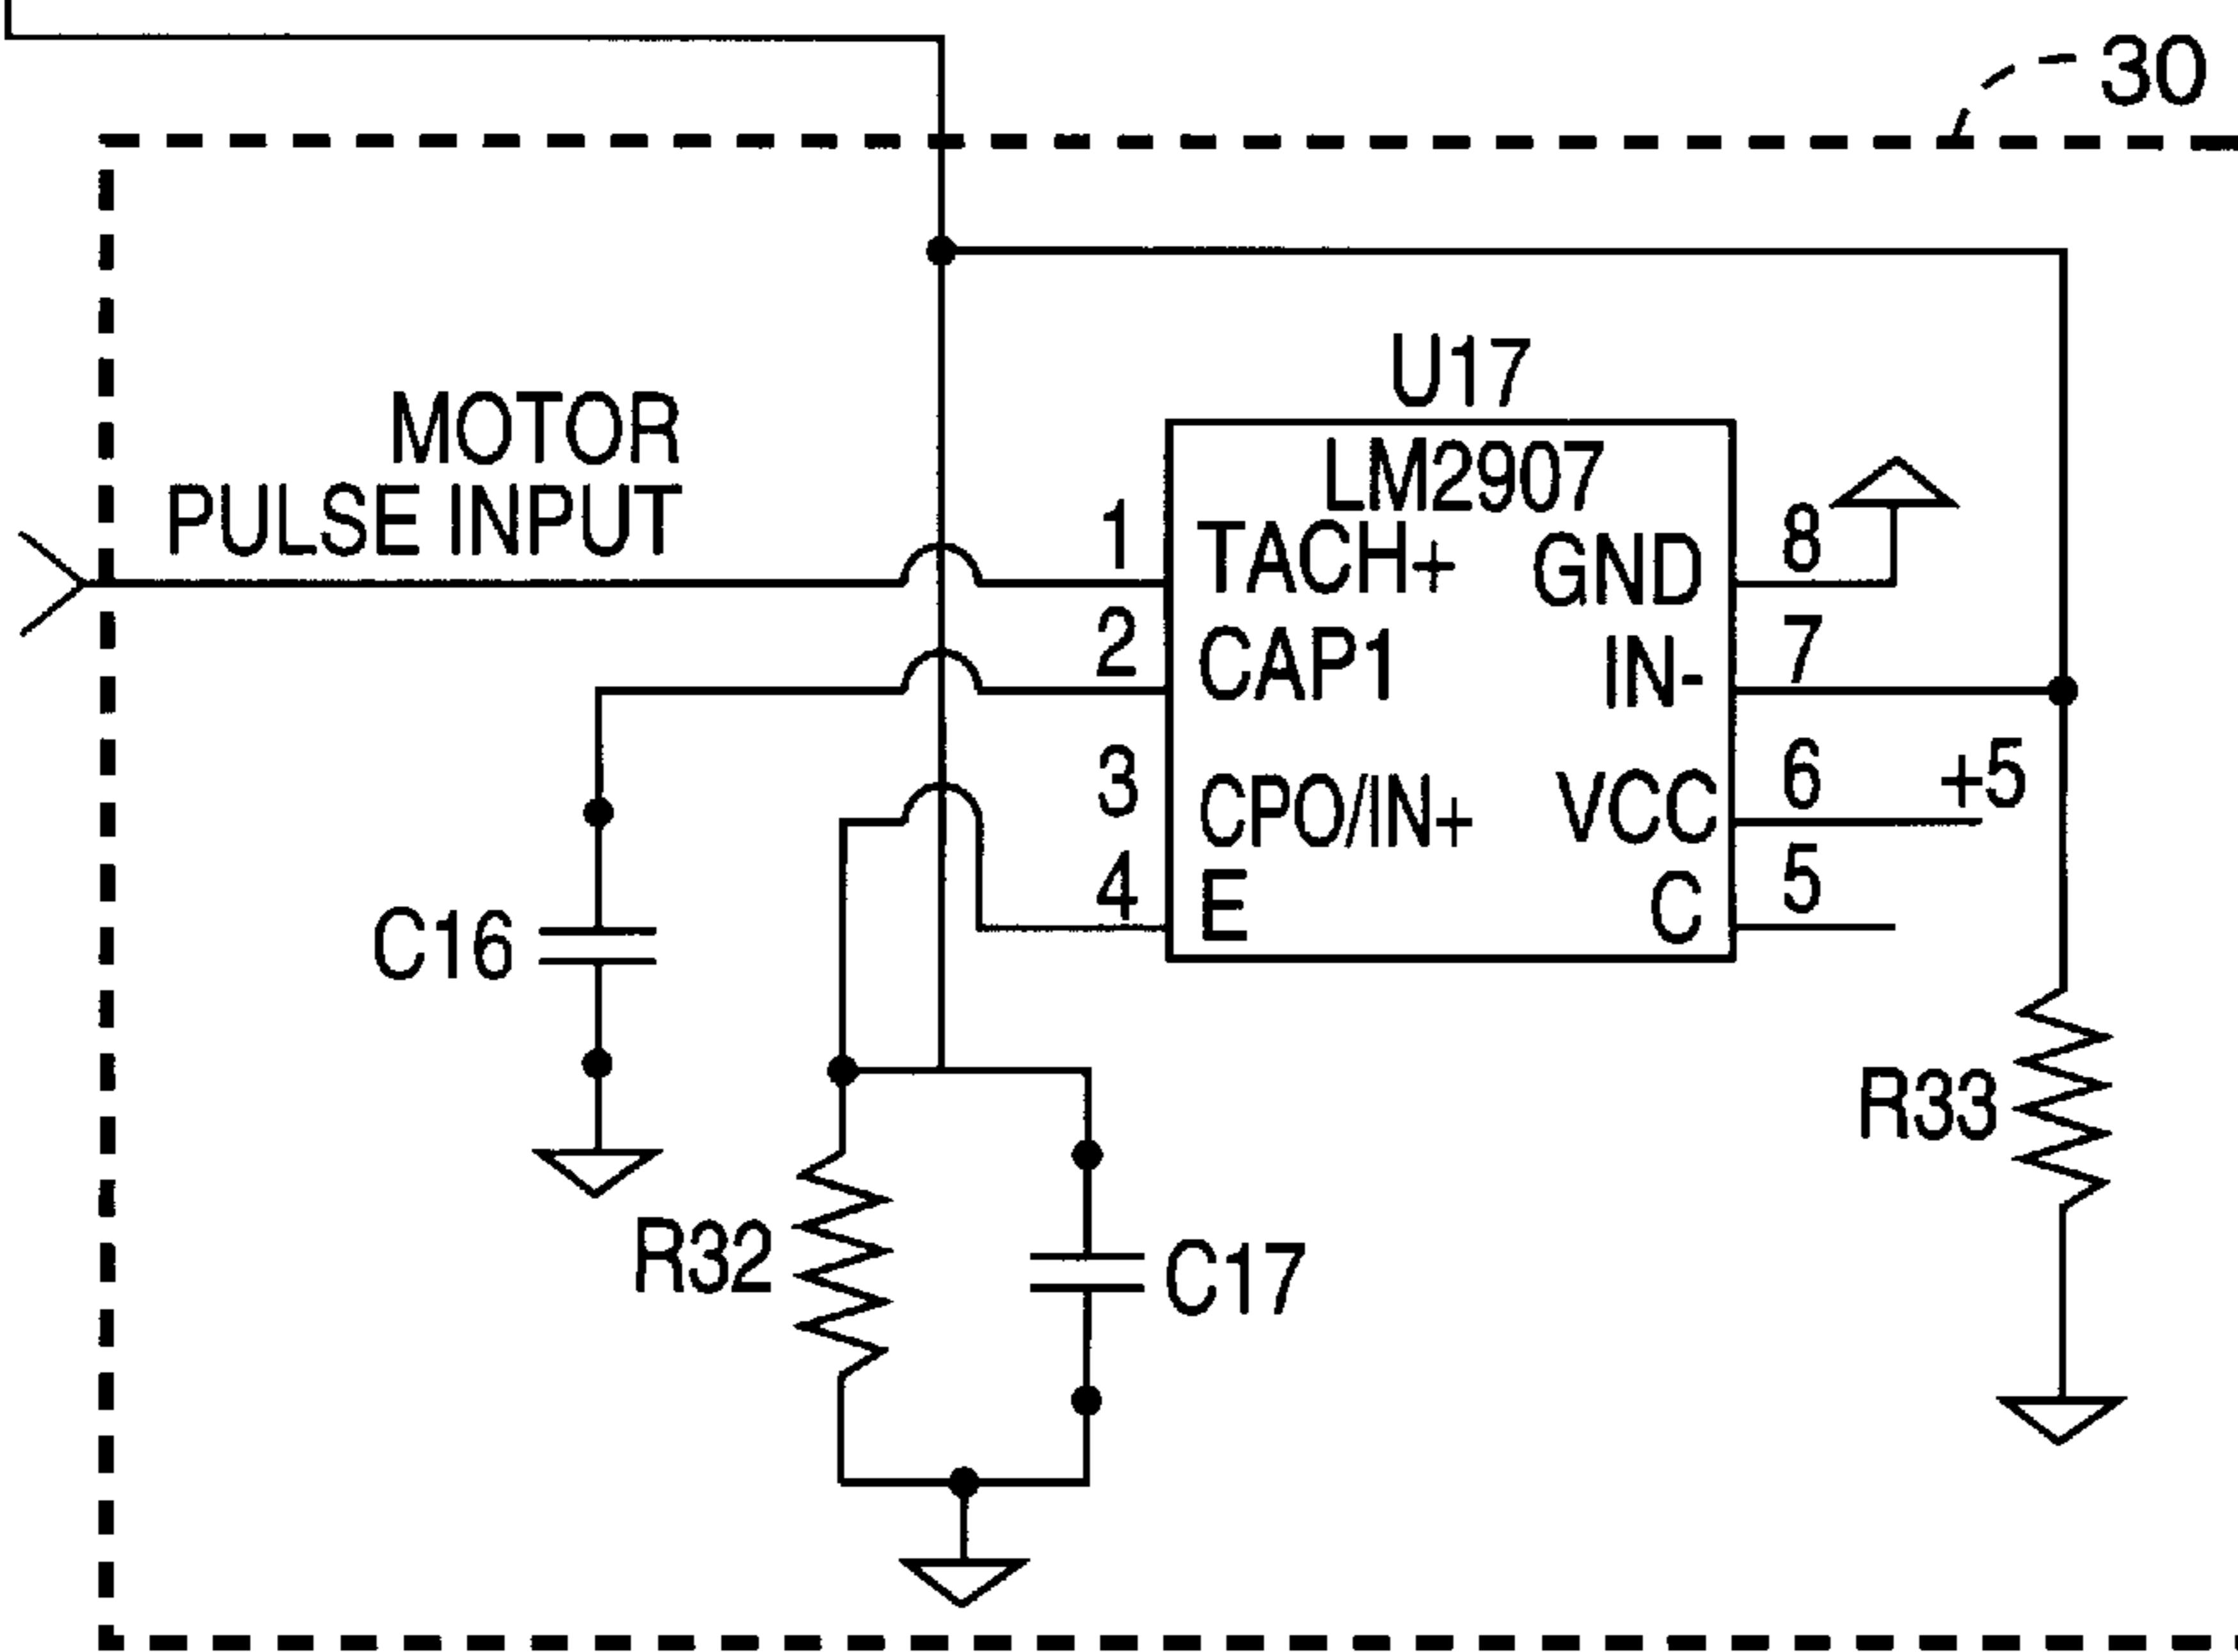 30
MOTOR
PULSE INPUT
U17
LM2907
1
TACH+
GND
8
2
CAP1
IN-
7
3
CPO/IN+
VCC
6
+5
4
E
C
5
C16
R33
R32
C17